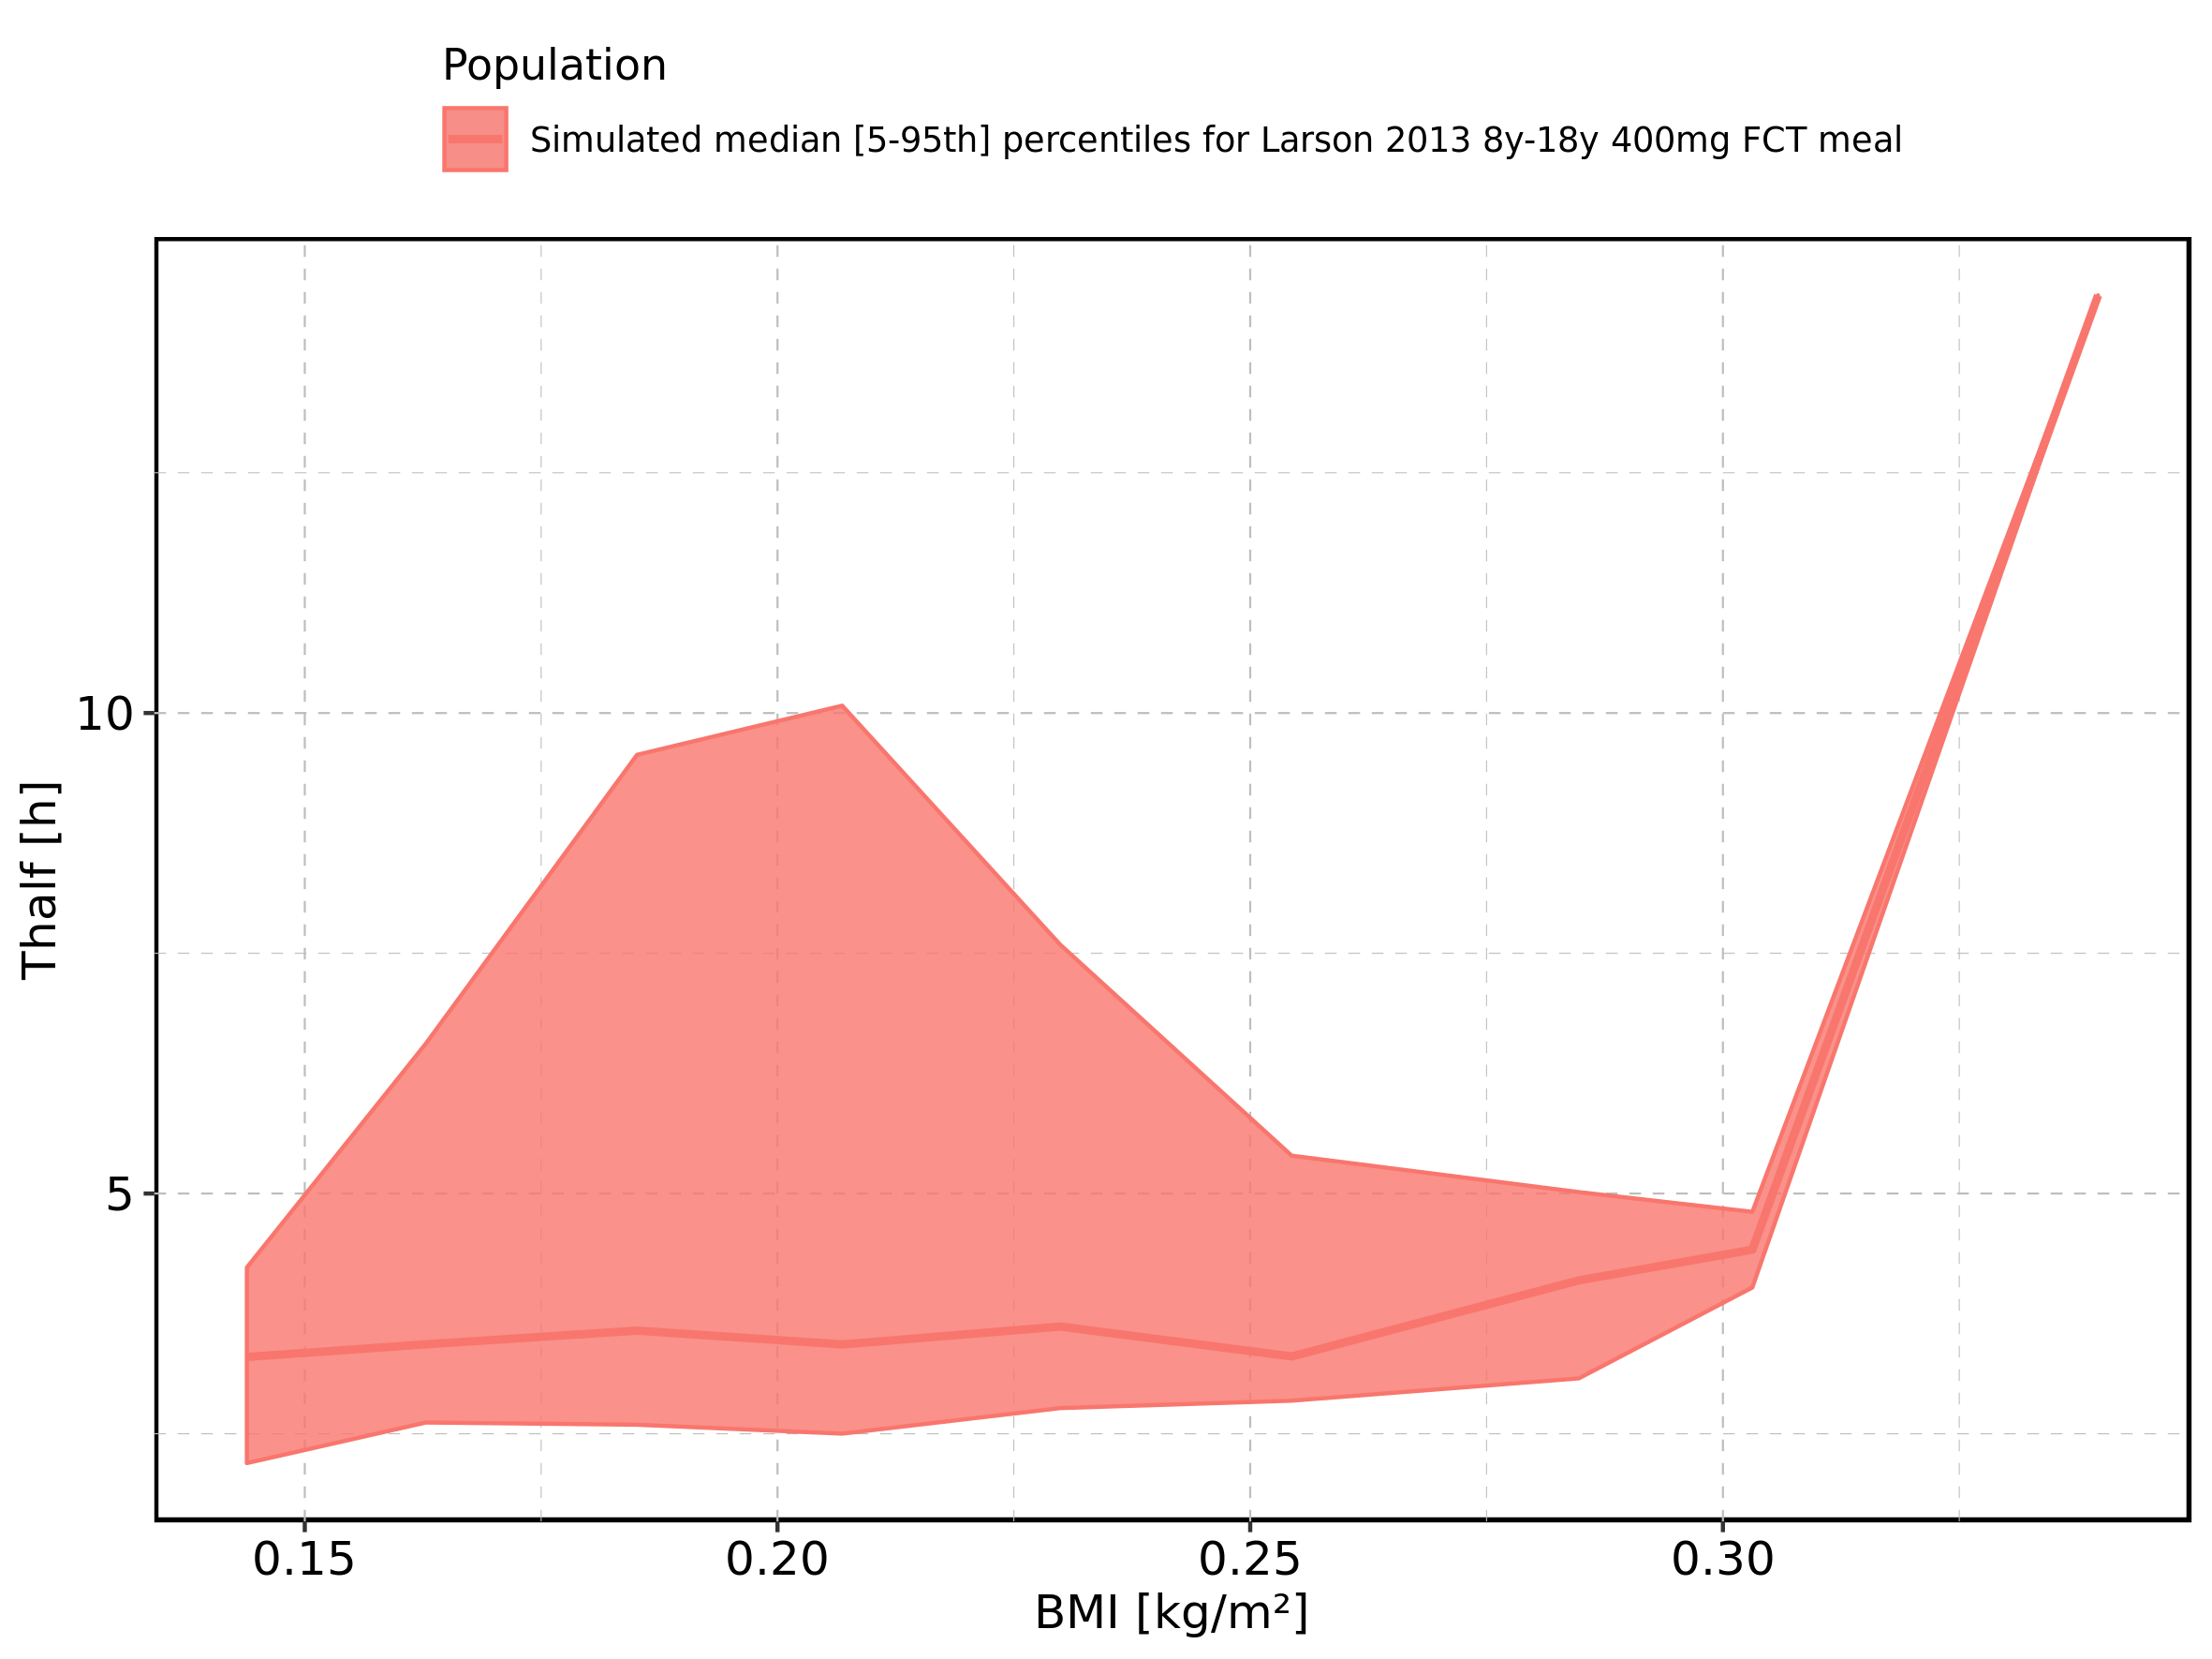 Population
Simulated median [5-95th] percentiles for Larson 2013 8y-18y 400mg FCT meal
Thalf [h]
10
5
0.15 0.20 0.25 0.30
BMI [kg/m²]